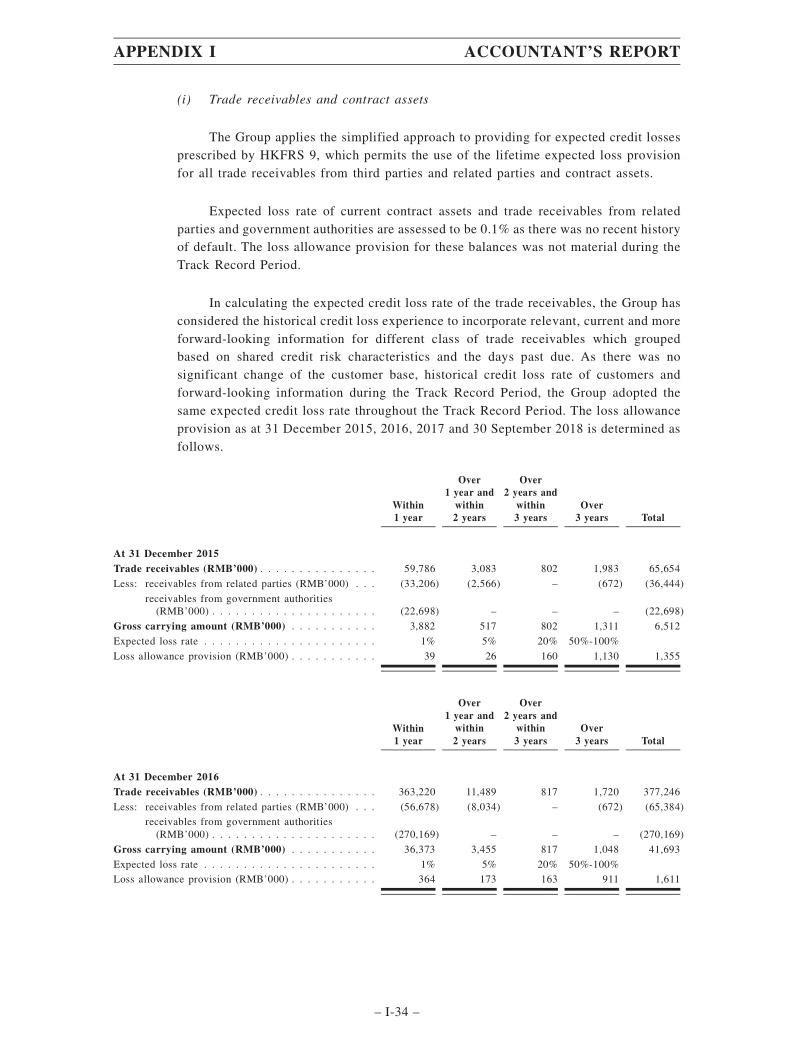 APPENDIX I ACCOUNTANT'S REPORT
(i) Trade receivables and contract assets
The Group applies the simplified approach to providing for expected credit losses
prescribed by HKFRS 9, which permits the use of the lifetime expected loss provision
for all trade receivables from third parties and related parties and contract assets.
Expected loss rate of current contract assets and trade receivables from related
parties and government authorities are assessed to be 0.1% as there was no recent history
of default. The loss allowance provision for these balances was not material during the
Track Record Period.
In calculating the expected credit loss rate of the trade receivables, the Group has
considered the historical credit loss experience to incorporate relevant, current and more
forward-looking information for different class of trade receivables which grouped
based on shared credit risk characteristics and the days past due. As there was no
significant change of the customer base, historical credit loss rate of customers and
forward-looking information during the Track Record Period, the Group adopted the
same expected credit loss rate throughout the Track Record Period. The loss allowance
provision as at 31 December 2015, 2016, 2017 and 30 September 2018 is determined as
follows.
Over Over
1 year and 2 years and
Within within within Over
1 year 2 years 3 years 3 years Total
At 31 December 2015
Trade receivables (RMB'000) . . . . . . . . . . . . . . . 59,786 3,083 802 1,983 65,654
Less: receivables from related parties (RMB'000) . . . (33,206) (2,566) – (672) (36,444)
receivables from government authorities
(RMB'000) . . . . . . . . . . . . . . . . . . . . . (22,698) – – – (22,698)
Gross carrying amount (RMB'000) . . . . . . . . . . . 3,882 517 802 1,311 6,512
Expected loss rate . . . . . . . . . . . . . . . . . . . . . . 1% 5% 20% 50%-100%
Loss allowance provision (RMB'000) . . . . . . . . . . . 39 26 160 1,130 1,355
Over Over
1 year and 2 years and
Within within within Over
1 year 2 years 3 years 3 years Total
At 31 December 2016
Trade receivables (RMB'000) . . . . . . . . . . . . . . . 363,220 11,489 817 1,720 377,246
Less: receivables from related parties (RMB'000) . . . (56,678) (8,034) – (672) (65,384)
receivables from government authorities
(RMB'000) . . . . . . . . . . . . . . . . . . . . . (270,169) – – – (270,169)
Gross carrying amount (RMB'000) . . . . . . . . . . . 36,373 3,455 817 1,048 41,693
Expected loss rate . . . . . . . . . . . . . . . . . . . . . . 1% 5% 20% 50%-100%
Loss allowance provision (RMB'000) . . . . . . . . . . . 364 173 163 911 1,611
– I-34 –